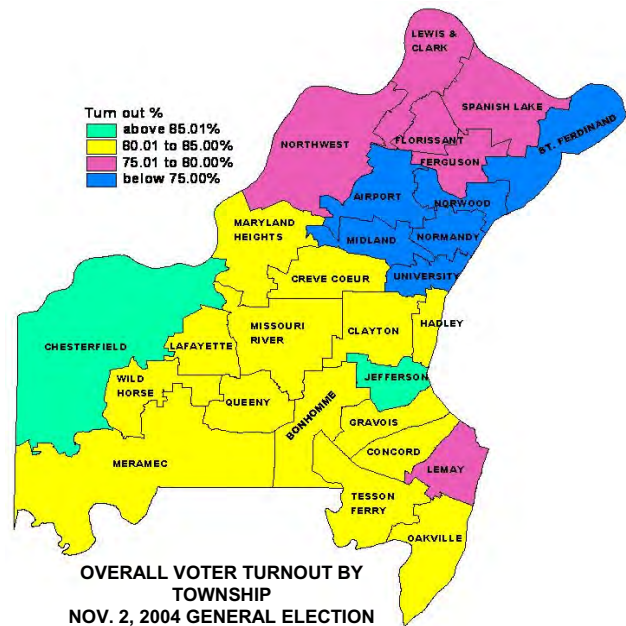 LEWIS &
CLARK
SPANISH LAKE
Turn out %
above 85.01%
80.01 to 85.00%
75.01 to 80.00%
below 75.00%
NORTHWEST
FLORISSANT
ST. FERDINAND
FERGUSON
AIRPORT
NORWOOD
MARYLAND
HEIGHTS
MIDLAND
NORMANDY
CREVE COEUR
UNIVERSITY
CHESTERFIELD
LAFAYETTE
MISSOURI
RIVER
CLAYTON
HADLEY
WILD
HORSE
QUEENY
JEFFERSON
BONHOMME
GRAVOIS
MERAMEC
CONCORD
LEMAY
TESSON
FERRY
OAKVILLE
OVERALL VOTER TURNOUT BY
TOWNSHIP
NOV. 2, 2004 GENERAL ELECTION